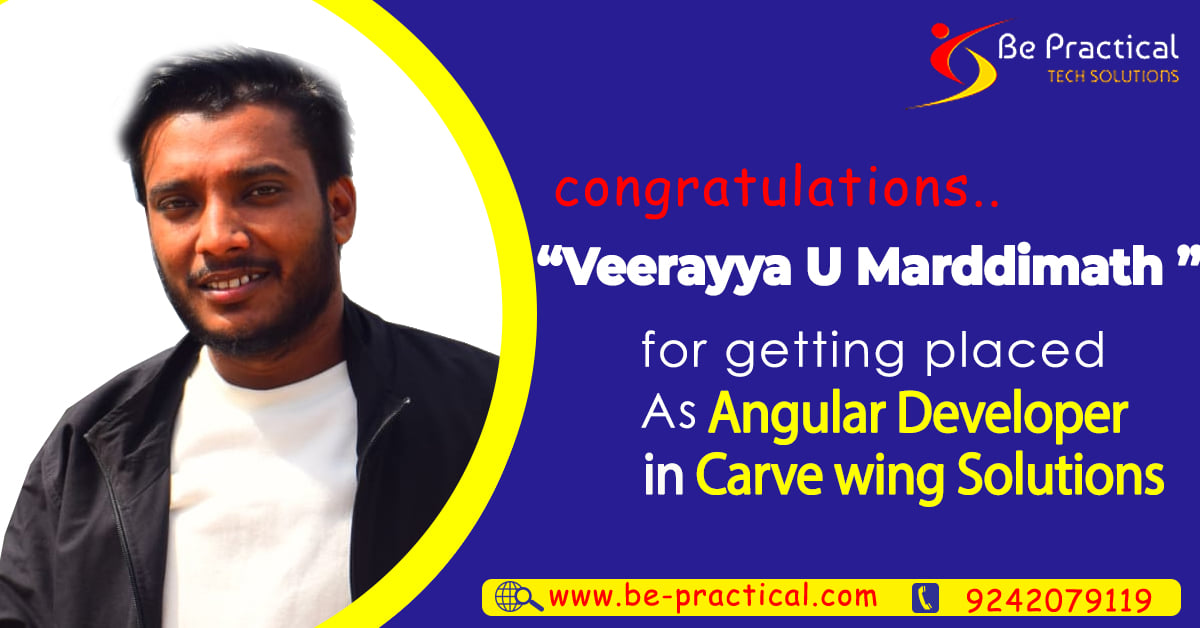 Be Practical
TECH SOLUTIONS
congratulations..
“Veerayya U Marddimath ”
for getting placed
As Angular Developer
in Carve wing Solutions
www.be-practical.com 9242079119